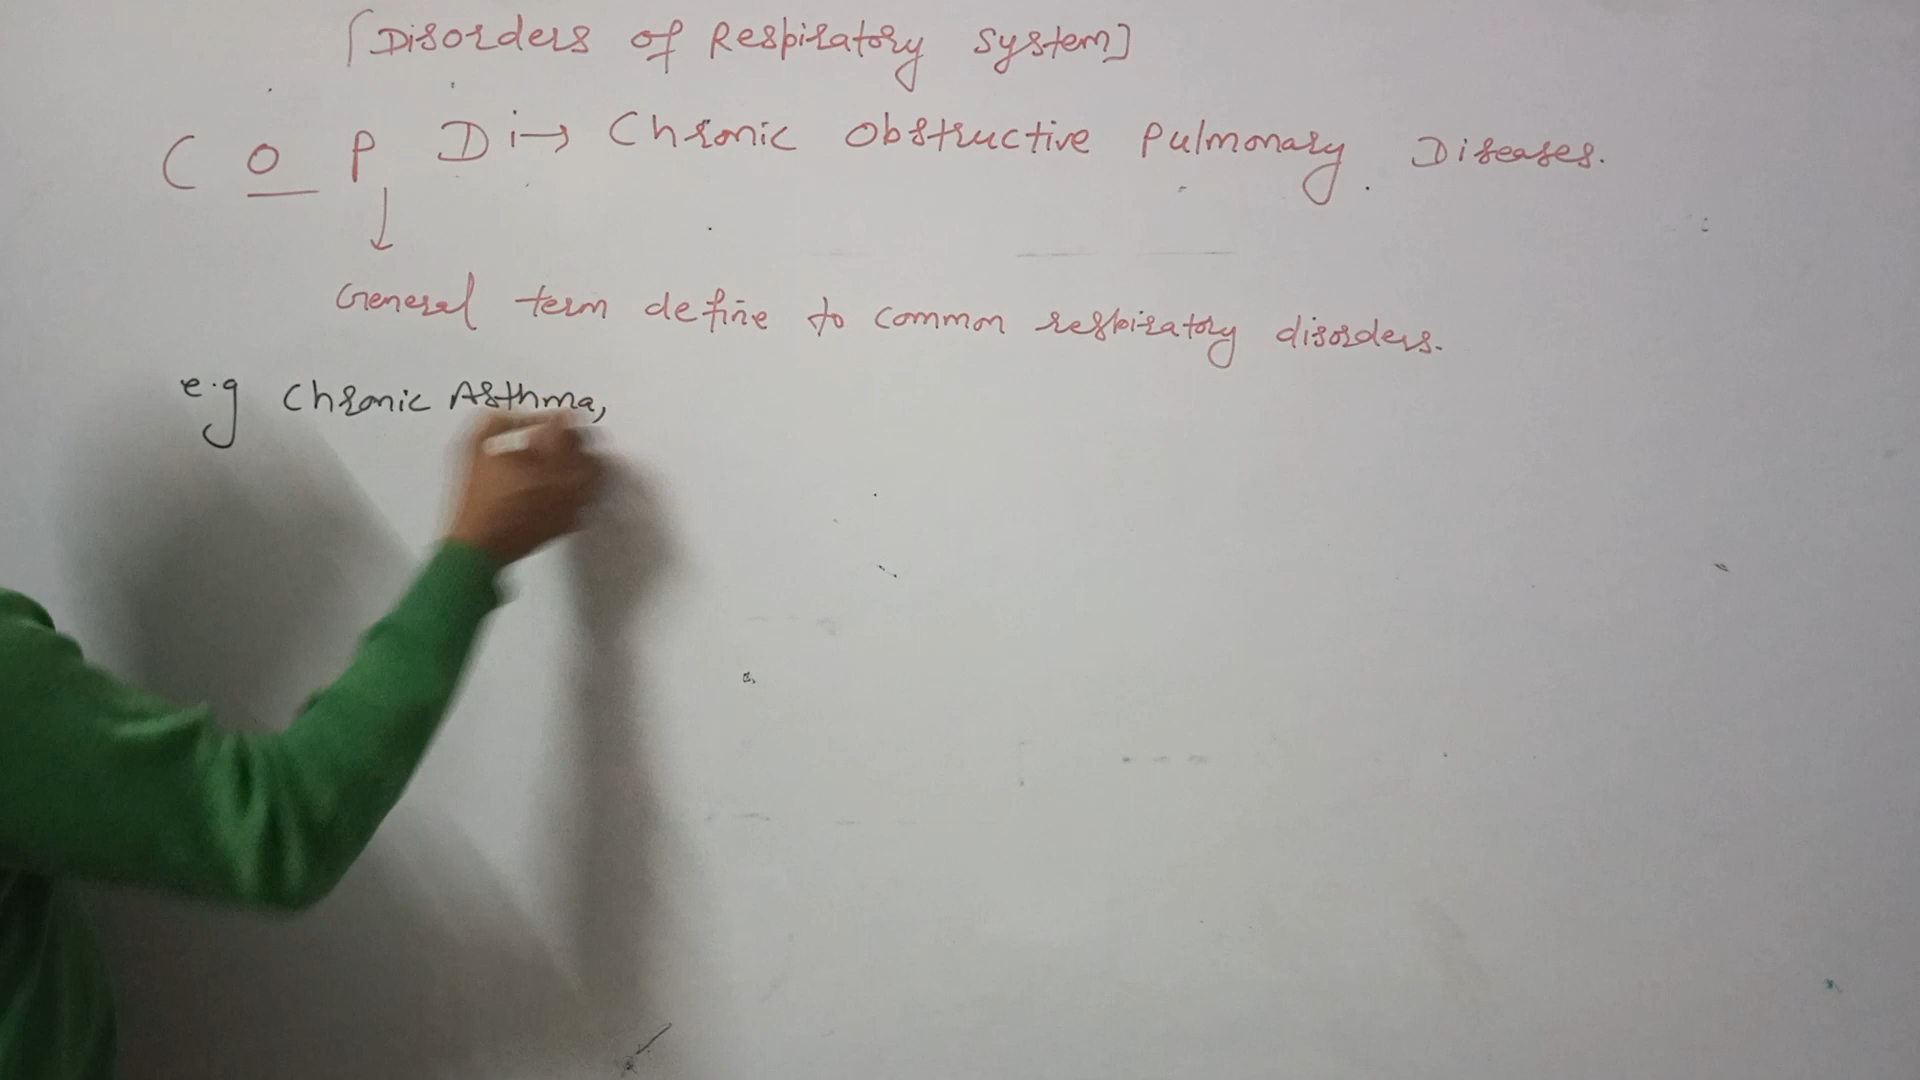 [Disorders of Respiratory System]
C O P D :→ Chronic Obstructive Pulmonary Diseases.
General term define to common respiratory disorders.
e.g Chronic Asthma,